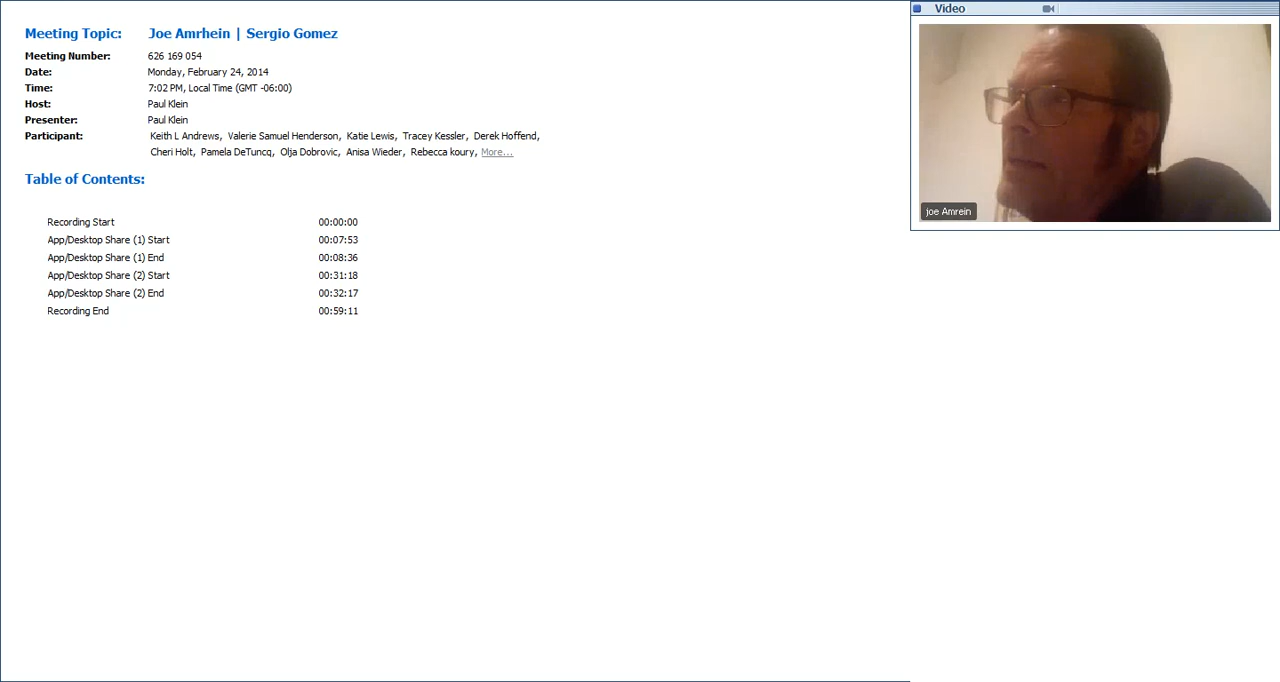 Meeting Topic: Joe Amrhein | Sergio Gomez
Meeting Number: 626 169 054
Date: Monday, February 24, 2014
Time: 7:02 PM, Local Time (GMT -06:00)
Host: Paul Klein
Presenter: Paul Klein
Participant: Keith L Andrews, Valerie Samuel Henderson, Katie Lewis, Tracey Kessler, Derek Hoffend,
Cheri Holt, Pamela DeTuncq, Olja Dobrovic, Anisa Wieder, Rebecca koury, More...
Table of Contents:
Recording Start 00:00:00
App/Desktop Share (1) Start 00:07:53
App/Desktop Share (1) End 00:08:36
App/Desktop Share (2) Start 00:31:18
App/Desktop Share (2) End 00:32:17
Recording End 00:59:11
Video
joe Amrein